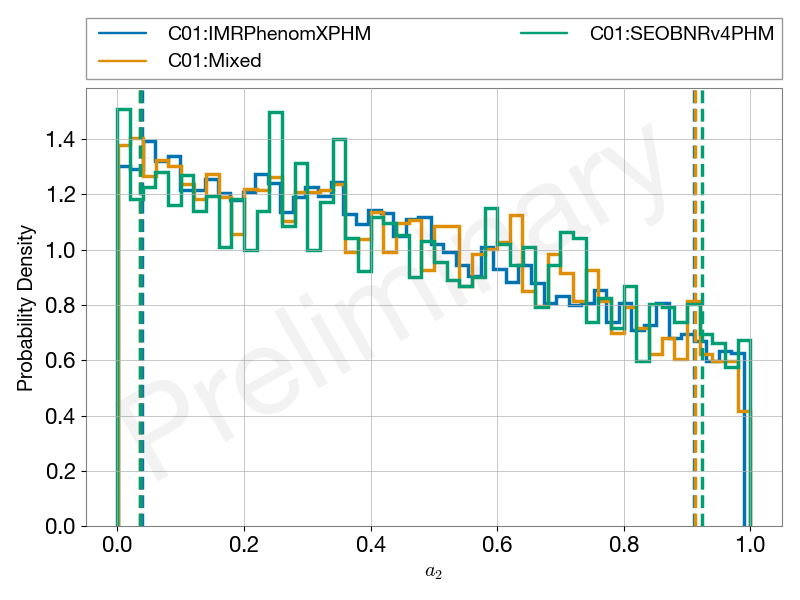 C01:IMRPhenomXPHM
C01:Mixed
C01:SEOBNRv4PHM
Preliminary
Probability Density
1.4
1.2
1.0
0.8
0.6
0.4
0.2
0.0
0.0 0.2 0.4 0.6 0.8 1.0
a₂